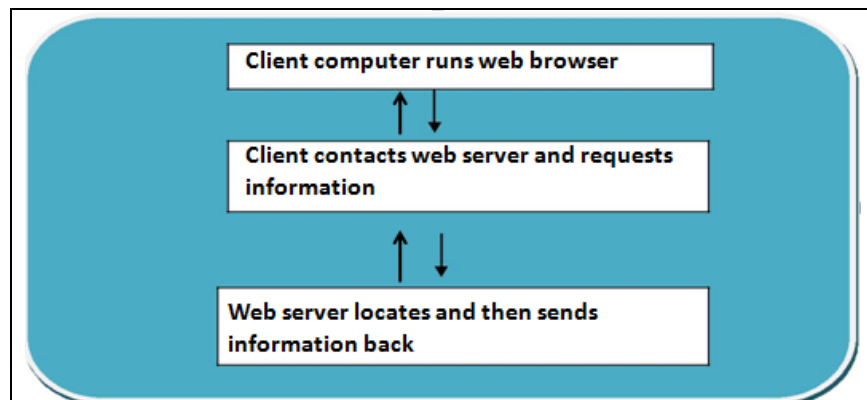 Client computer runs web browser
Client contacts web server and requests
information
Web server locates and then sends
information back